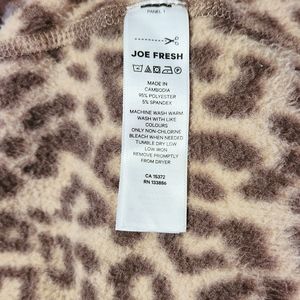 PANEL 1
JOE FRESH
MADE IN
CAMBODIA
95% POLYESTER
5% SPANDEX
MACHINE WASH WARM
WASH WITH LIKE
COLOURS
ONLY NON-CHLORINE
BLEACH WHEN NEEDED
TUMBLE DRY LOW
LOW IRON
REMOVE PROMPTLY
FROM DRYER
CA 15372
RN 133866